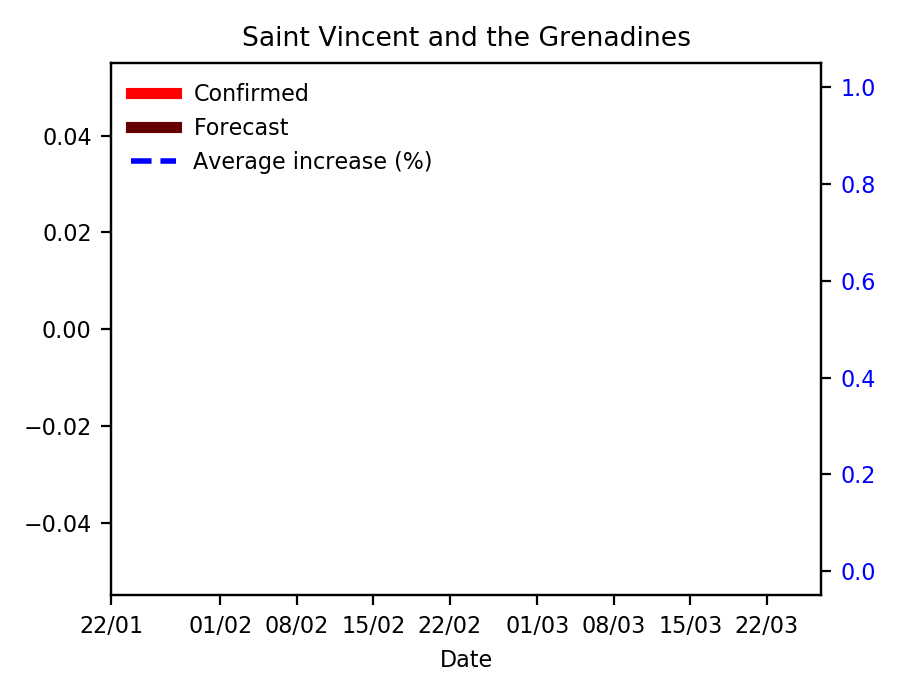 Saint Vincent and the Grenadines
Confirmed
Forecast
Average increase (%)
0.04
0.02
0.00
−0.02
−0.04
1.0
0.8
0.6
0.4
0.2
0.0
22/01 01/02 08/02 15/02 22/02 01/03 08/03 15/03 22/03
Date